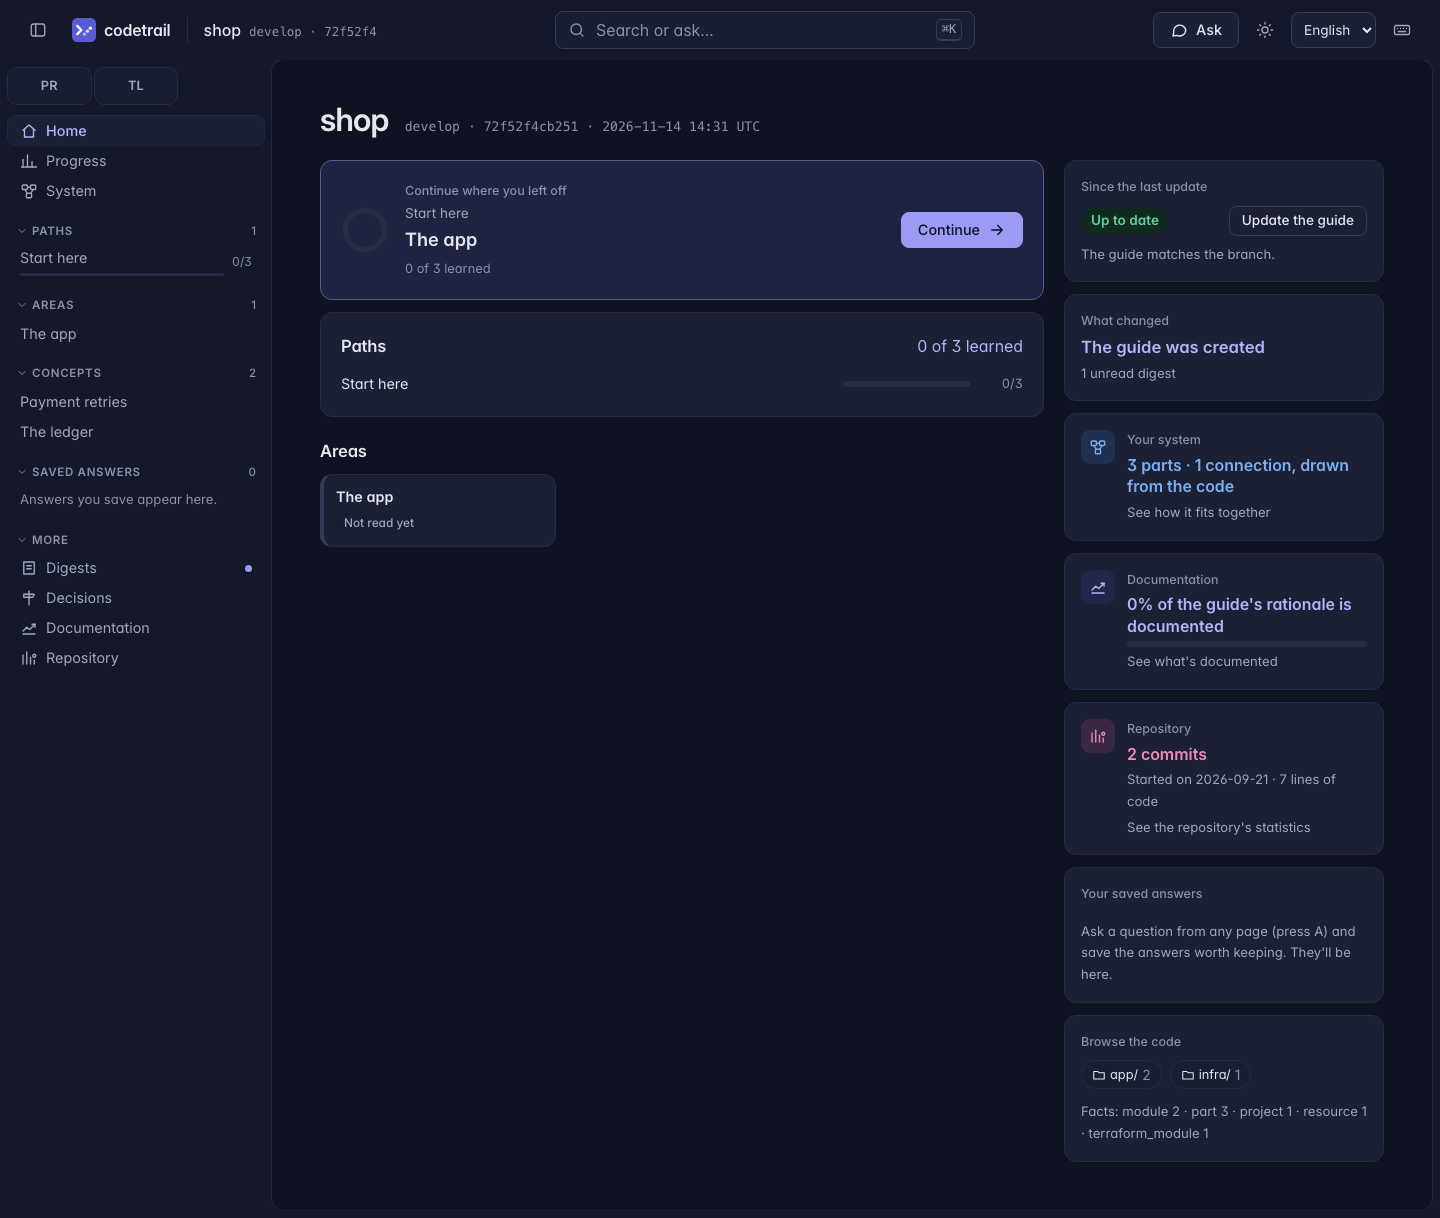 codetrail
shop develop · 72f52f4
Search or ask...
⌘K
Ask
English
PR
TL
Home
Progress
System
PATHS 1
Start here 0/3
AREAS 1
The app
CONCEPTS 2
Payment retries
The ledger
SAVED ANSWERS 0
Answers you save appear here.
MORE
Digests
Decisions
Documentation
Repository
shop develop · 72f52f4cb251 · 2026-11-14 14:31 UTC
Continue where you left off
Start here
The app
0 of 3 learned
Continue
Paths 0 of 3 learned
Start here 0/3
Areas
The app
Not read yet
Since the last update
Up to date
Update the guide
The guide matches the branch.
What changed
The guide was created
1 unread digest
Your system
3 parts · 1 connection, drawn
from the code
See how it fits together
Documentation
0% of the guide's rationale is
documented
See what's documented
Repository
2 commits
Started on 2026-09-21 · 7 lines of
code
See the repository's statistics
Your saved answers
Ask a question from any page (press A) and
save the answers worth keeping. They'll be
here.
Browse the code
app/ 2
infra/ 1
Facts: module 2 · part 3 · project 1 · resource 1
· terraform_module 1